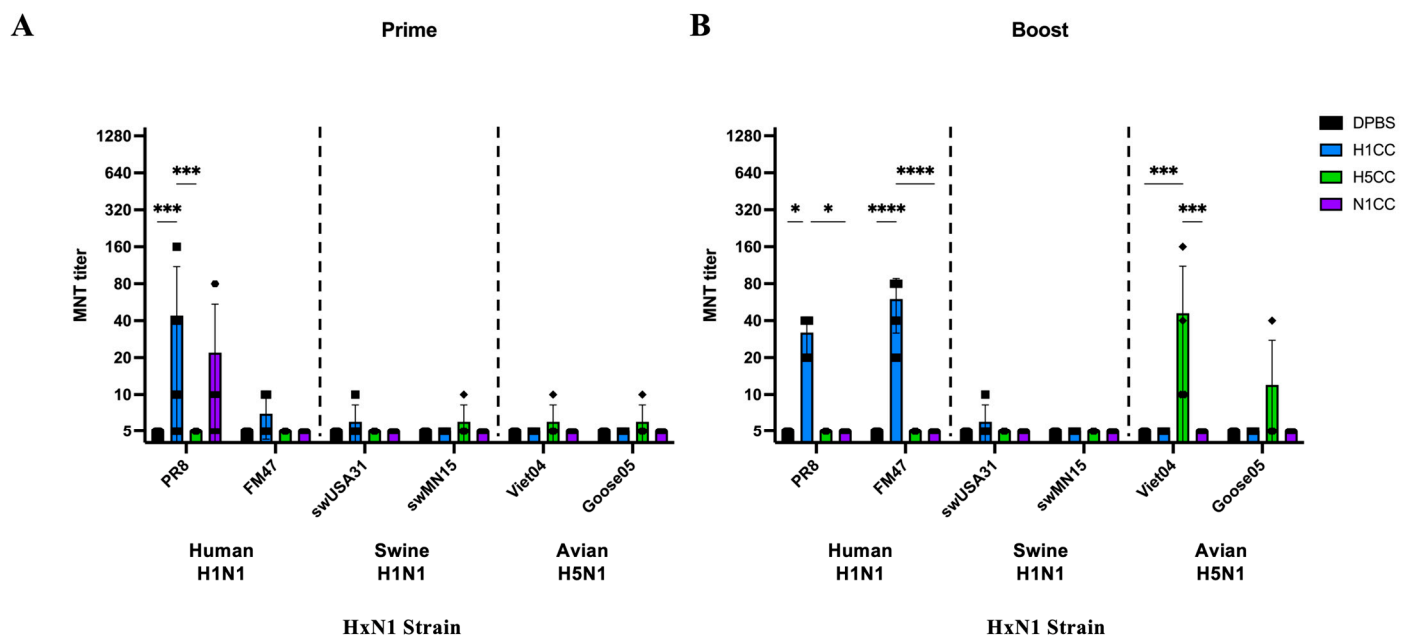 A
Prime
B
Boost
1280
640
320
160
80
40
20
10
5
MNT titer
***
***
PR8
FM47
swUSA31
swMN15
Viet04
Goose05
Human
H1N1
Swine
H1N1
Avian
H5N1
HxN1 Strain
1280
640
320
160
80
40
20
10
5
MNT titer
*
*
****
****
***
***
PR8
FM47
swUSA31
swMN15
Viet04
Goose05
Human
H1N1
Swine
H1N1
Avian
H5N1
HxN1 Strain
DPBS
H1CC
H5CC
N1CC